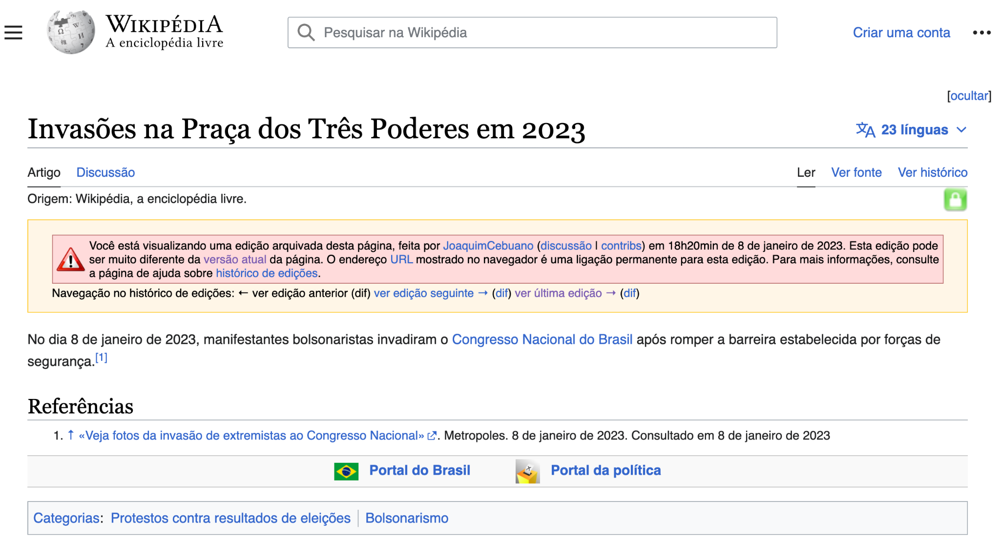 WIKIPÉDIA
A enciclopédia livre
Pesquisar na Wikipédia
Criar uma conta
[ocultar]
Invasões na Praça dos Três Poderes em 2023
23 línguas
Artigo Discussão Ler Ver fonte Ver histórico
Origem: Wikipédia, a enciclopédia livre.
Você está visualizando uma edição arquivada desta página, feita por JoaquimCebuano (discussão | contribs) em 18h20min de 8 de janeiro de 2023. Esta edição pode
ser muito diferente da versão atual da página. O endereço URL mostrado no navegador é uma ligação permanente para esta edição. Para mais informações, consulte
a página de ajuda sobre histórico de edições.
Navegação no histórico de edições: ← ver edição anterior (dif) ver edição seguinte → (dif) ver última edição → (dif)
No dia 8 de janeiro de 2023, manifestantes bolsonaristas invadiram o Congresso Nacional do Brasil após romper a barreira estabelecida por forças de
segurança.[1]
Referências
1. ↑ «Veja fotos da invasão de extremistas ao Congresso Nacional». Metropoles. 8 de janeiro de 2023. Consultado em 8 de janeiro de 2023
Portal do Brasil Portal da política
Categorias: Protestos contra resultados de eleições | Bolsonarismo